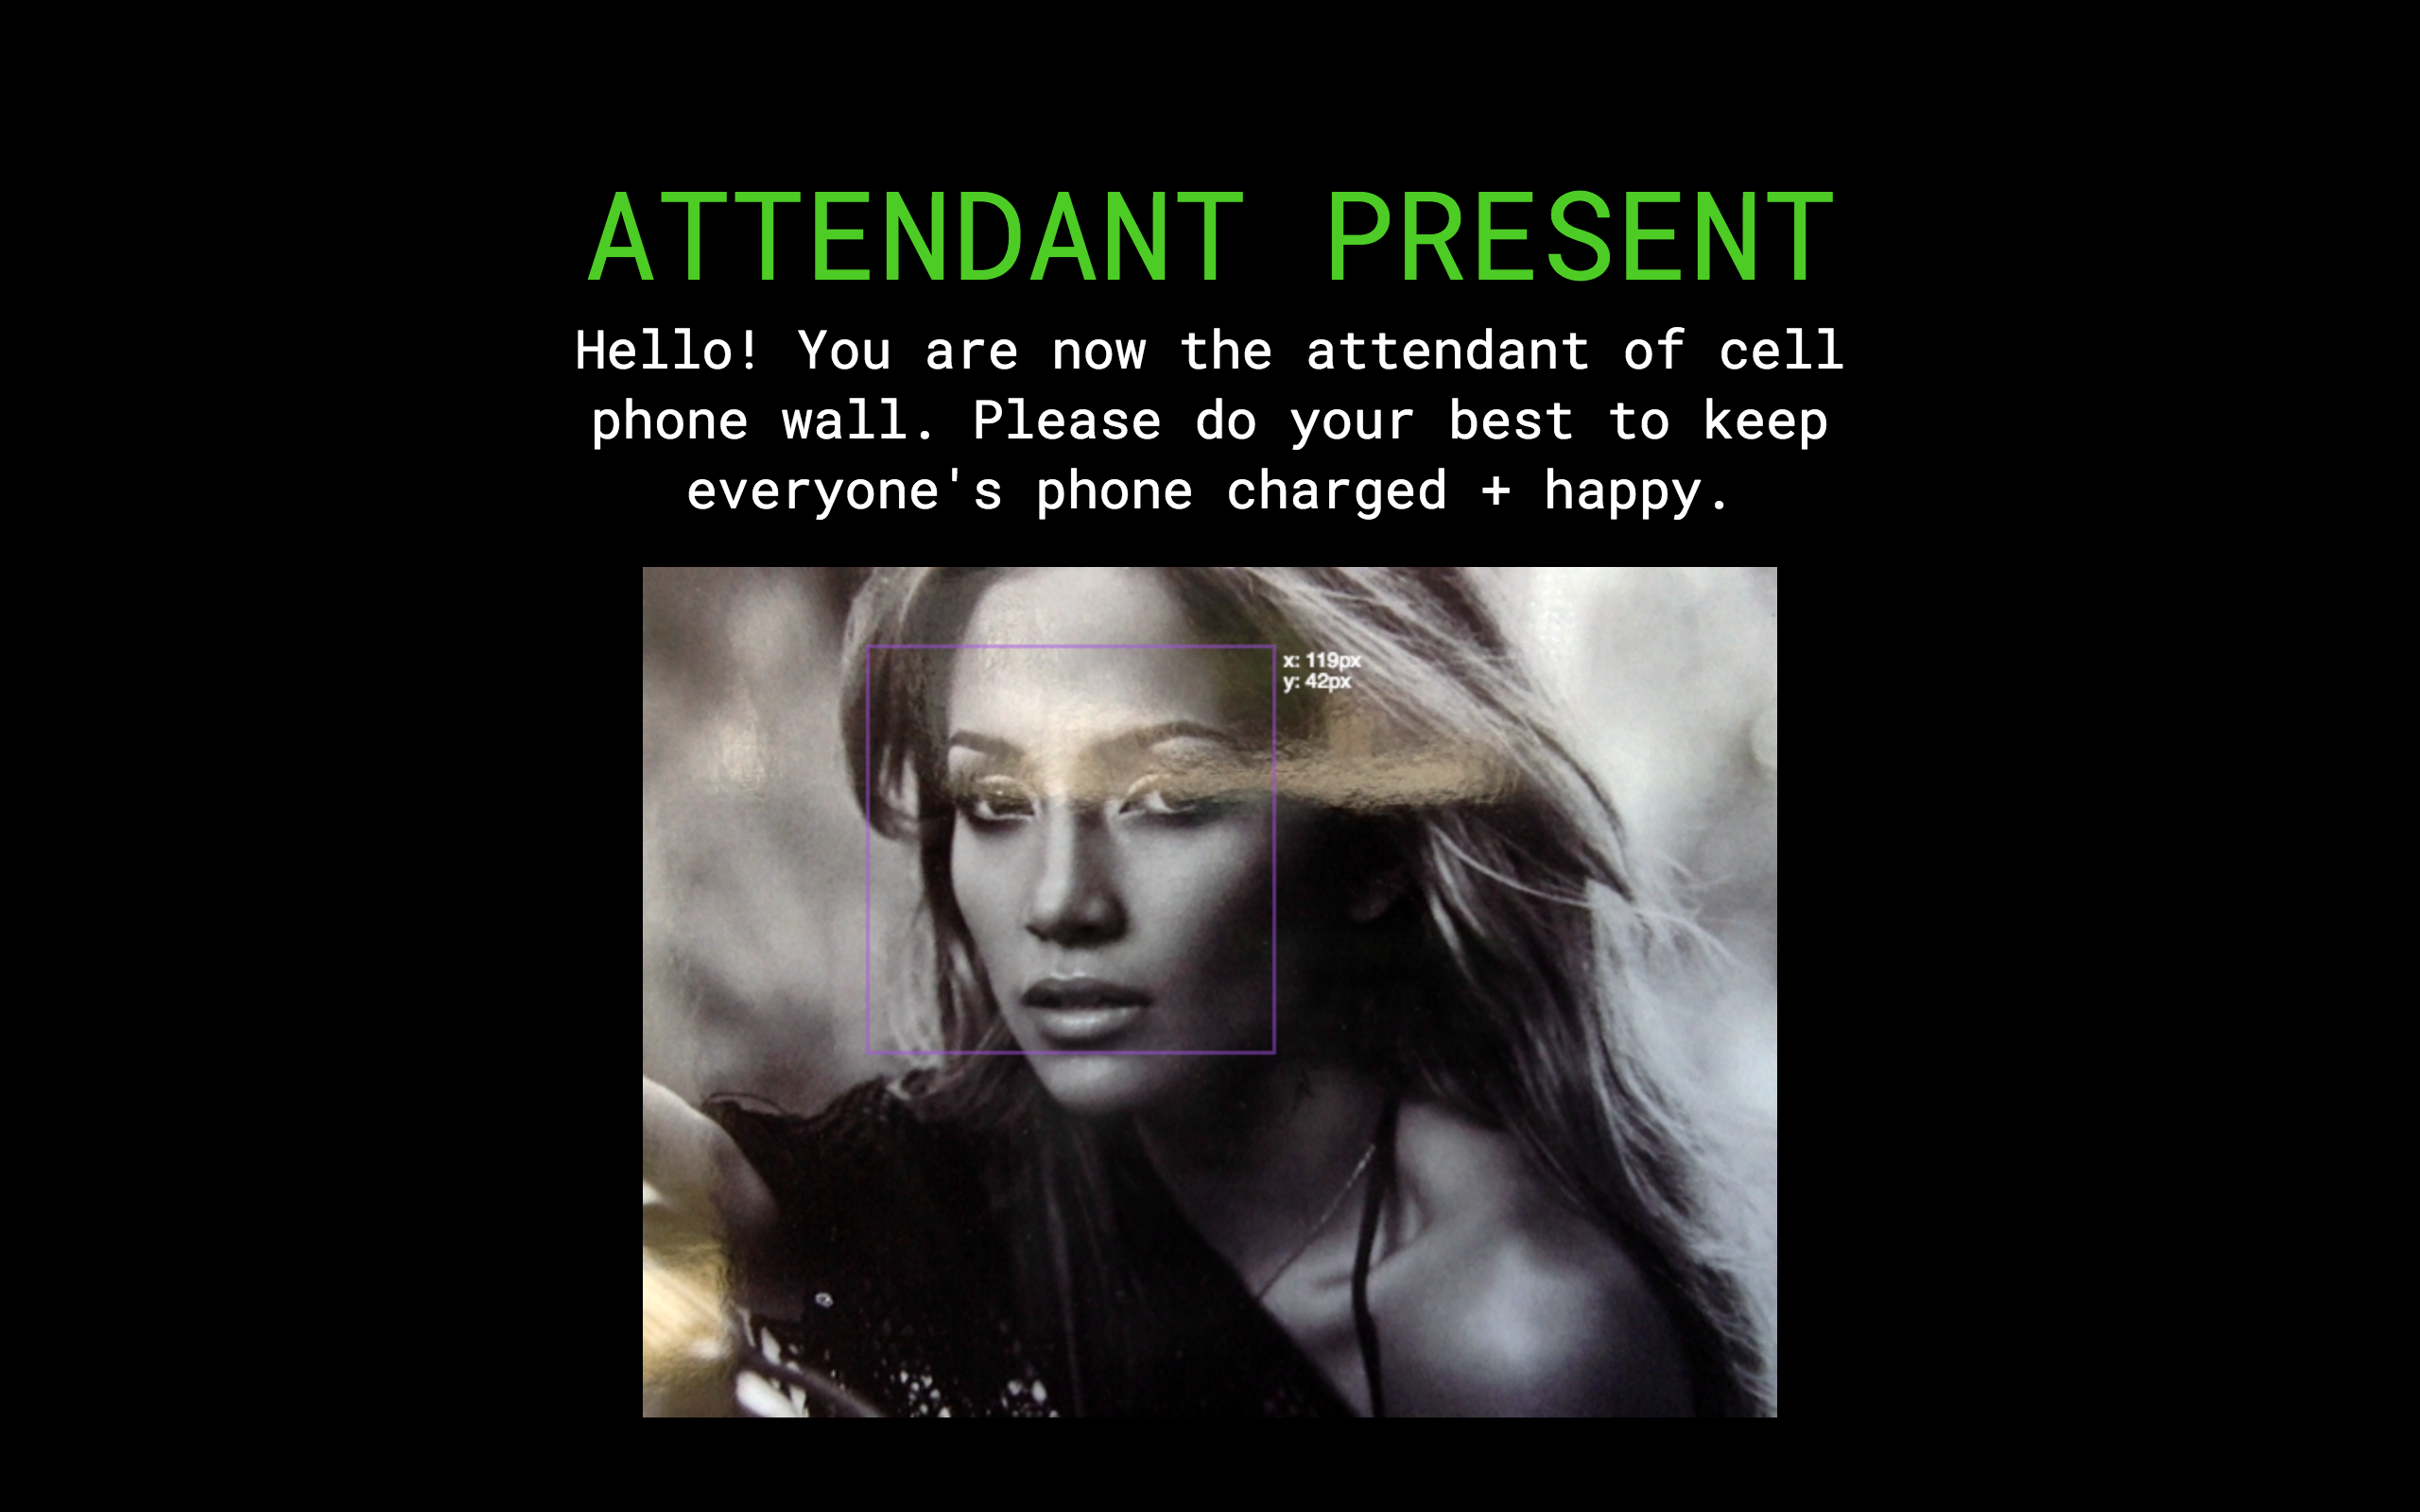 ATTENDANT PRESENT
Hello! You are now the attendant of cell
phone wall. Please do your best to keep
everyone's phone charged + happy.
x: 119px
y: 42px